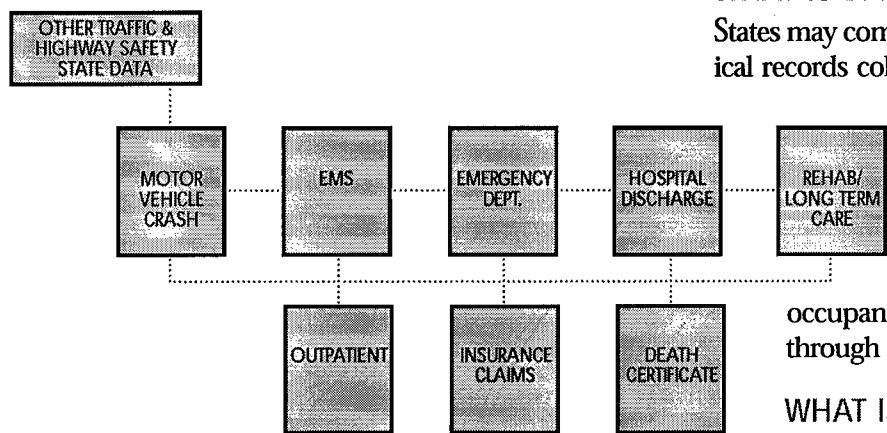 OTHER TRAFFIC &
HIGHWAY SAFETY
STATE DATA
States may com
ical records col
MOTOR
VEHICLE
CRASH
EMS
EMERGENCY
DEPT.
HOSPITAL
DISCHARGE
REHAB/
LONG TERM
CARE
OUTPATIENT
INSURANCE
CLAIMS
DEATH
CERTIFICATE
occupan
through
WHAT I